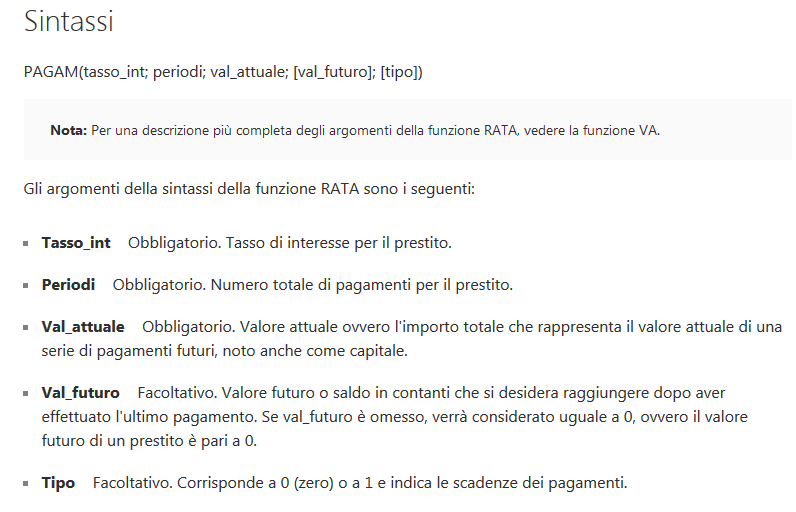 Sintassi
PAGAM(tasso_int; periodi; val_attuale; [val_futuro]; [tipo])
Nota: Per una descrizione più completa degli argomenti della funzione RATA, vedere la funzione VA.
Gli argomenti della sintassi della funzione RATA sono i seguenti:
Tasso_int Obbligatorio. Tasso di interesse per il prestito.
Periodi Obbligatorio. Numero totale di pagamenti per il prestito.
Val_attuale Obbligatorio. Valore attuale ovvero l'importo totale che rappresenta il valore attuale di una
serie di pagamenti futuri, noto anche come capitale.
Val_futuro Facoltativo. Valore futuro o saldo in contanti che si desidera raggiungere dopo aver
effettuato l'ultimo pagamento. Se val_futuro è omesso, verrà considerato uguale a 0, ovvero il valore
futuro di un prestito è pari a 0.
Tipo Facoltativo. Corrisponde a 0 (zero) o a 1 e indica le scadenze dei pagamenti.